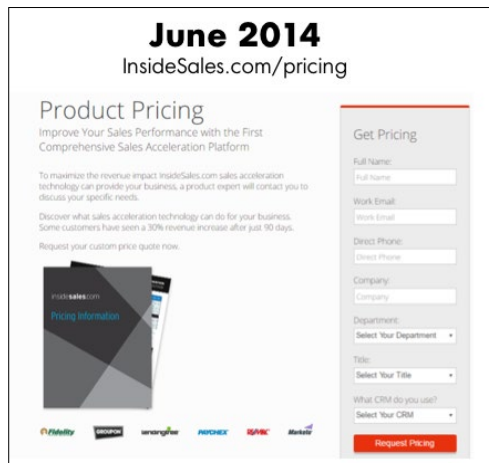 June 2014
InsideSales.com/pricing
Product Pricing
Improve Your Sales Performance with the First
Comprehensive Sales Acceleration Platform
To maximize the revenue impact InsideSales.com sales acceleration
technology can provide your business, a product expert will contact you to
discuss your specific needs.
Discover what sales acceleration technology can do for your business.
Some customers have seen a 30% revenue increase after just 90 days.
Request your custom price quote now.
insidesales.com
Pricing Information
Fidelity
GROUPON
vendingtree
PAYCHEX
RE/MAX
Marketo
Get Pricing
Full Name:
Full Name
Work Email:
Work Email
Direct Phone:
Direct Phone
Company:
Company
Department:
Select Your Department
Title:
Select Your Title
What CRM do you use?
Select Your CRM
Request Pricing